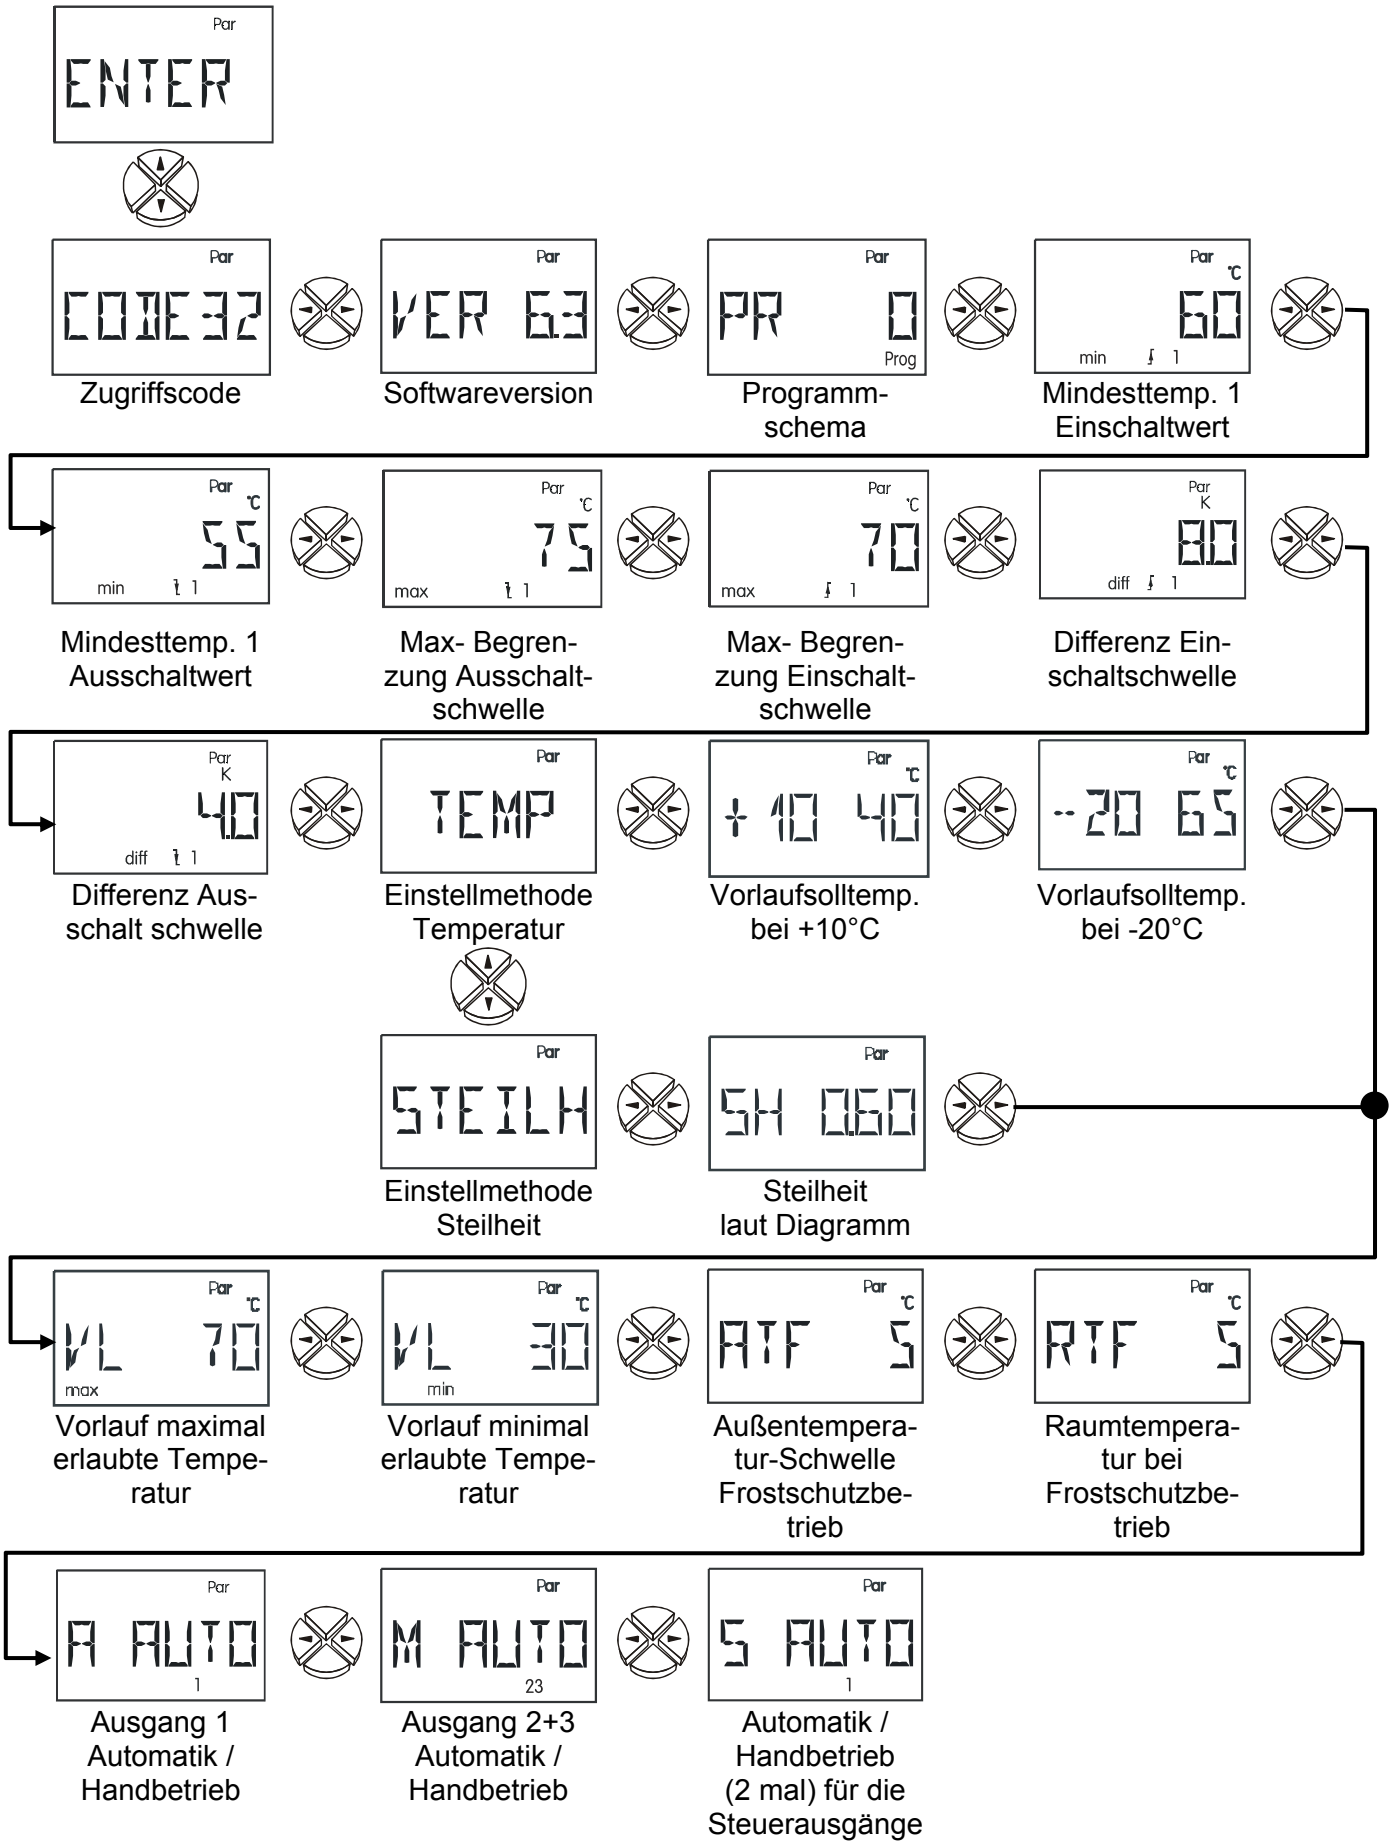 Par
ENTER
Par
CODE 32
Zugriffscode
Par
VER 6.3
Softwareversion
Par
PR 0
Prog
Programm-
schema
Par
°C
60
min 1
Mindesttemp. 1
Einschaltwert
Par
°C
55
min 1
Mindesttemp. 1
Ausschaltwert
Par
°C
75
max 1
Max- Begren-
zung Ausschalt-
schwelle
Par
°C
70
max 1
Max- Begren-
zung Einschalt-
schwelle
Par
K
8.0
diff 1
Differenz Ein-
schaltschwelle
Par
K
4.0
diff 1
Differenz Aus-
schalt schwelle
Par
TEMP
Einstellmethode
Temperatur
Par
°C
+10 40
Vorlaufsolltemp.
bei +10°C
Par
°C
-20 65
Vorlaufsolltemp.
bei -20°C
Par
STEILH
Einstellmethode
Steilheit
Par
SH 0.60
Steilheit
laut Diagramm
Par
°C
VL 70
max
Vorlauf maximal
erlaubte Tempe-
ratur
Par
°C
VL 30
min
Vorlauf minimal
erlaubte Tempe-
ratur
Par
°C
ATF 5
Außentempera-
tur-Schwelle
Frostschutzbe-
trieb
Par
°C
RTF 5
Raumtempera-
tur bei
Frostschutzbe-
trieb
Par
A AUTO
1
Ausgang 1
Automatik /
Handbetrieb
Par
M AUTO
23
Ausgang 2+3
Automatik /
Handbetrieb
Par
S AUTO
1
Automatik /
Handbetrieb
(2 mal) für die
Steuerausgänge